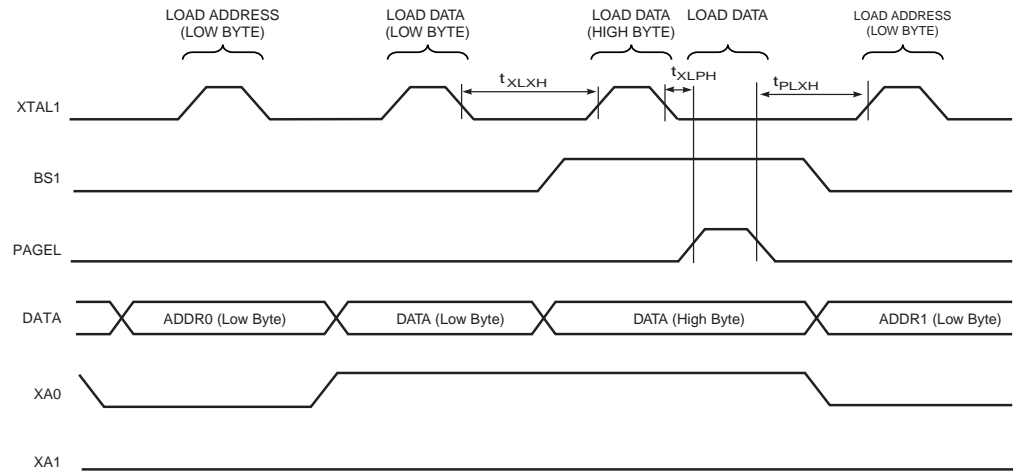 LOAD ADDRESS
(LOW BYTE)
LOAD DATA
(LOW BYTE)
LOAD DATA
(HIGH BYTE)
LOAD DATA
LOAD ADDRESS
(LOW BYTE)
tXLXH
tXLPH
tPLXH
XTAL1
BS1
PAGEL
DATA
ADDR0 (Low Byte)
DATA (Low Byte)
DATA (High Byte)
ADDR1 (Low Byte)
XA0
XA1